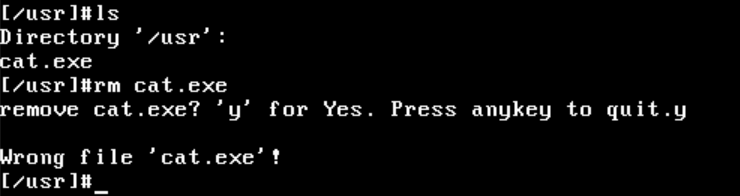 [/usr]#ls
Directory '/usr':
cat.exe
[/usr]#rm cat.exe
remove cat.exe? 'y' for Yes. Press anykey to quit.y
Wrong file 'cat.exe'!
[/usr]#_